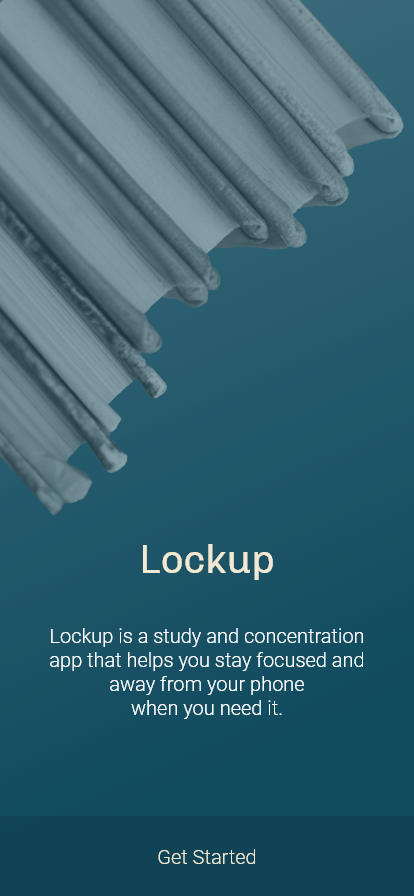 Lockup
Lockup is a study and concentration
app that helps you stay focused and
away from your phone
when you need it.
Get Started